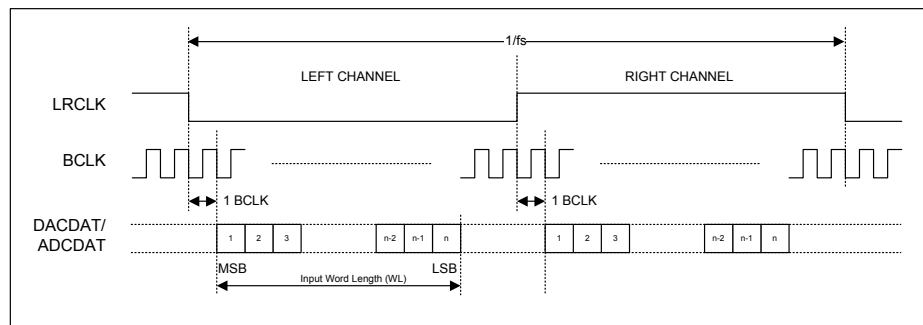 1/fs
LEFT CHANNEL RIGHT CHANNEL
LRCLK
BCLK
1 BCLK 1 BCLK
DACDAT/
ADCDAT
1 2 3 n-2 n-1 n 1 2 3 n-2 n-1 n
MSB LSB
Input Word Length (WL)